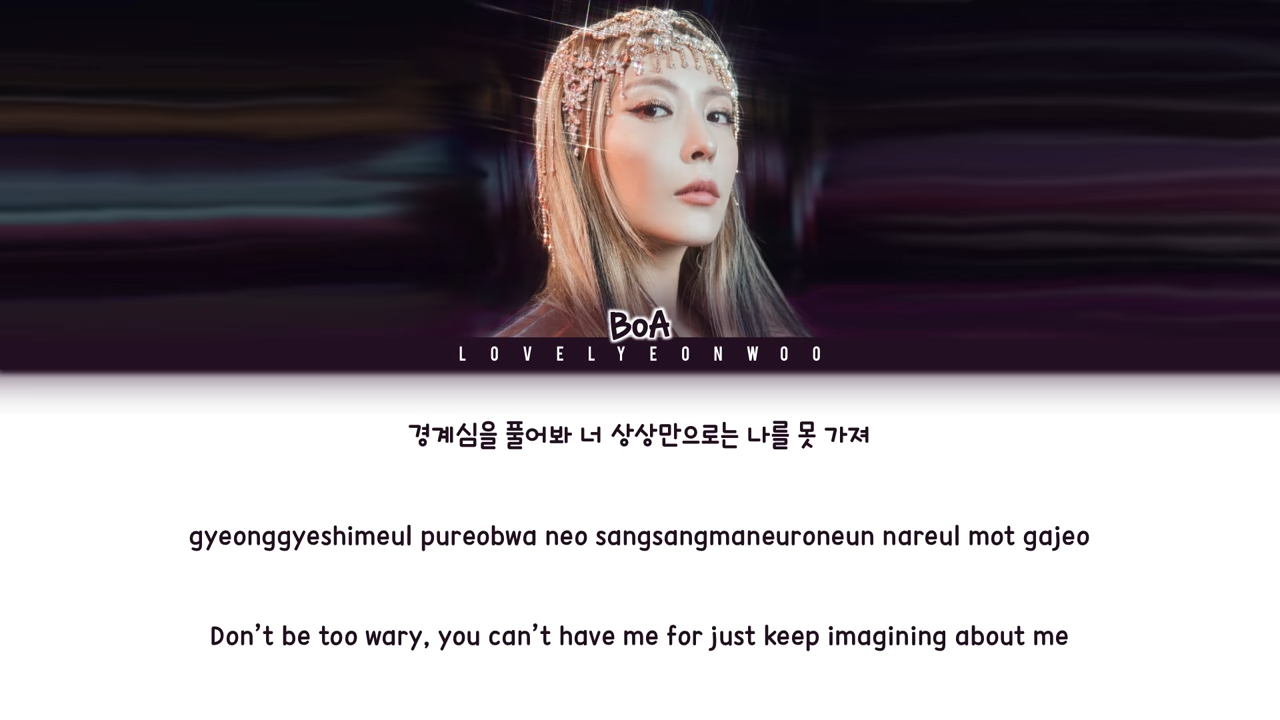 BoA
LOVELYEONWOO
경계심을 풀어봐 너 상상만으로는 나를 못 가져
gyeonggyeshimeul pureobwa neo sangsangmaneuroneun nareul mot gajeo
Don't be too wary, you can't have me for just keep imagining about me